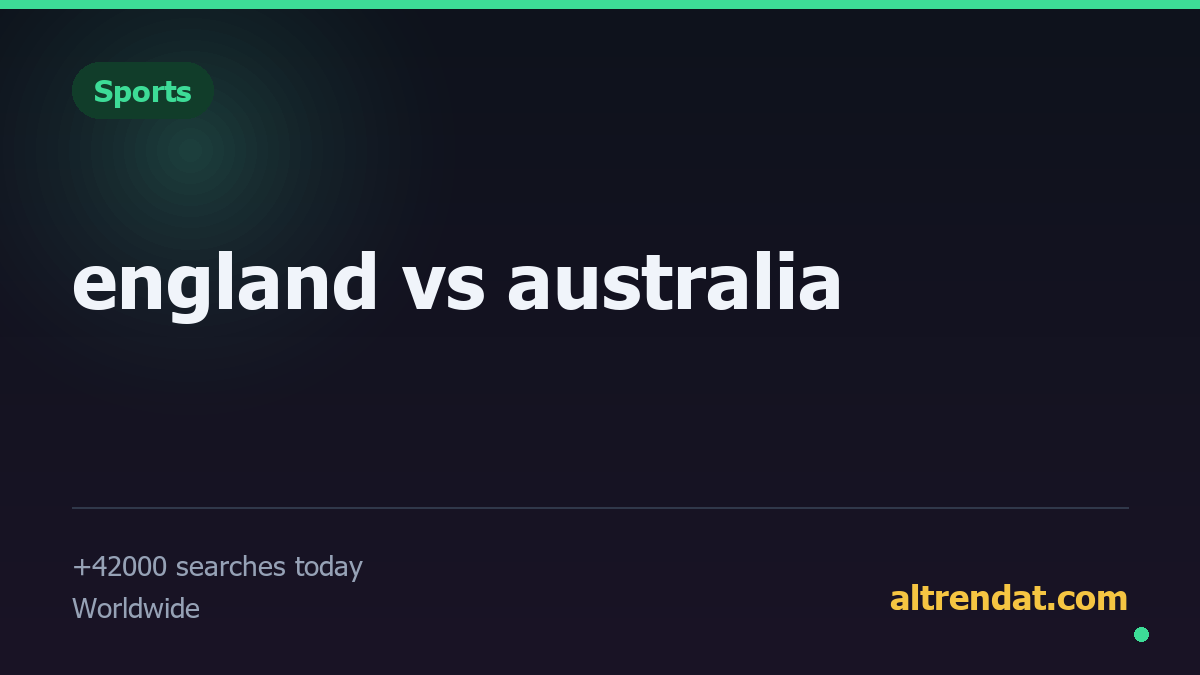 Sports
england vs australia
+42000 searches today
Worldwide
altrendat.com